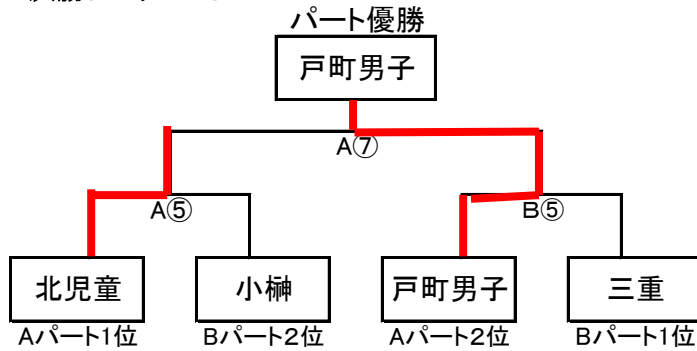 パート優勝
戸町男子
A⑦
A⑤
B⑤
北児童
小榊
戸町男子
三重
Aパート1位
Bパート2位
Aパート2位
Bパート1位